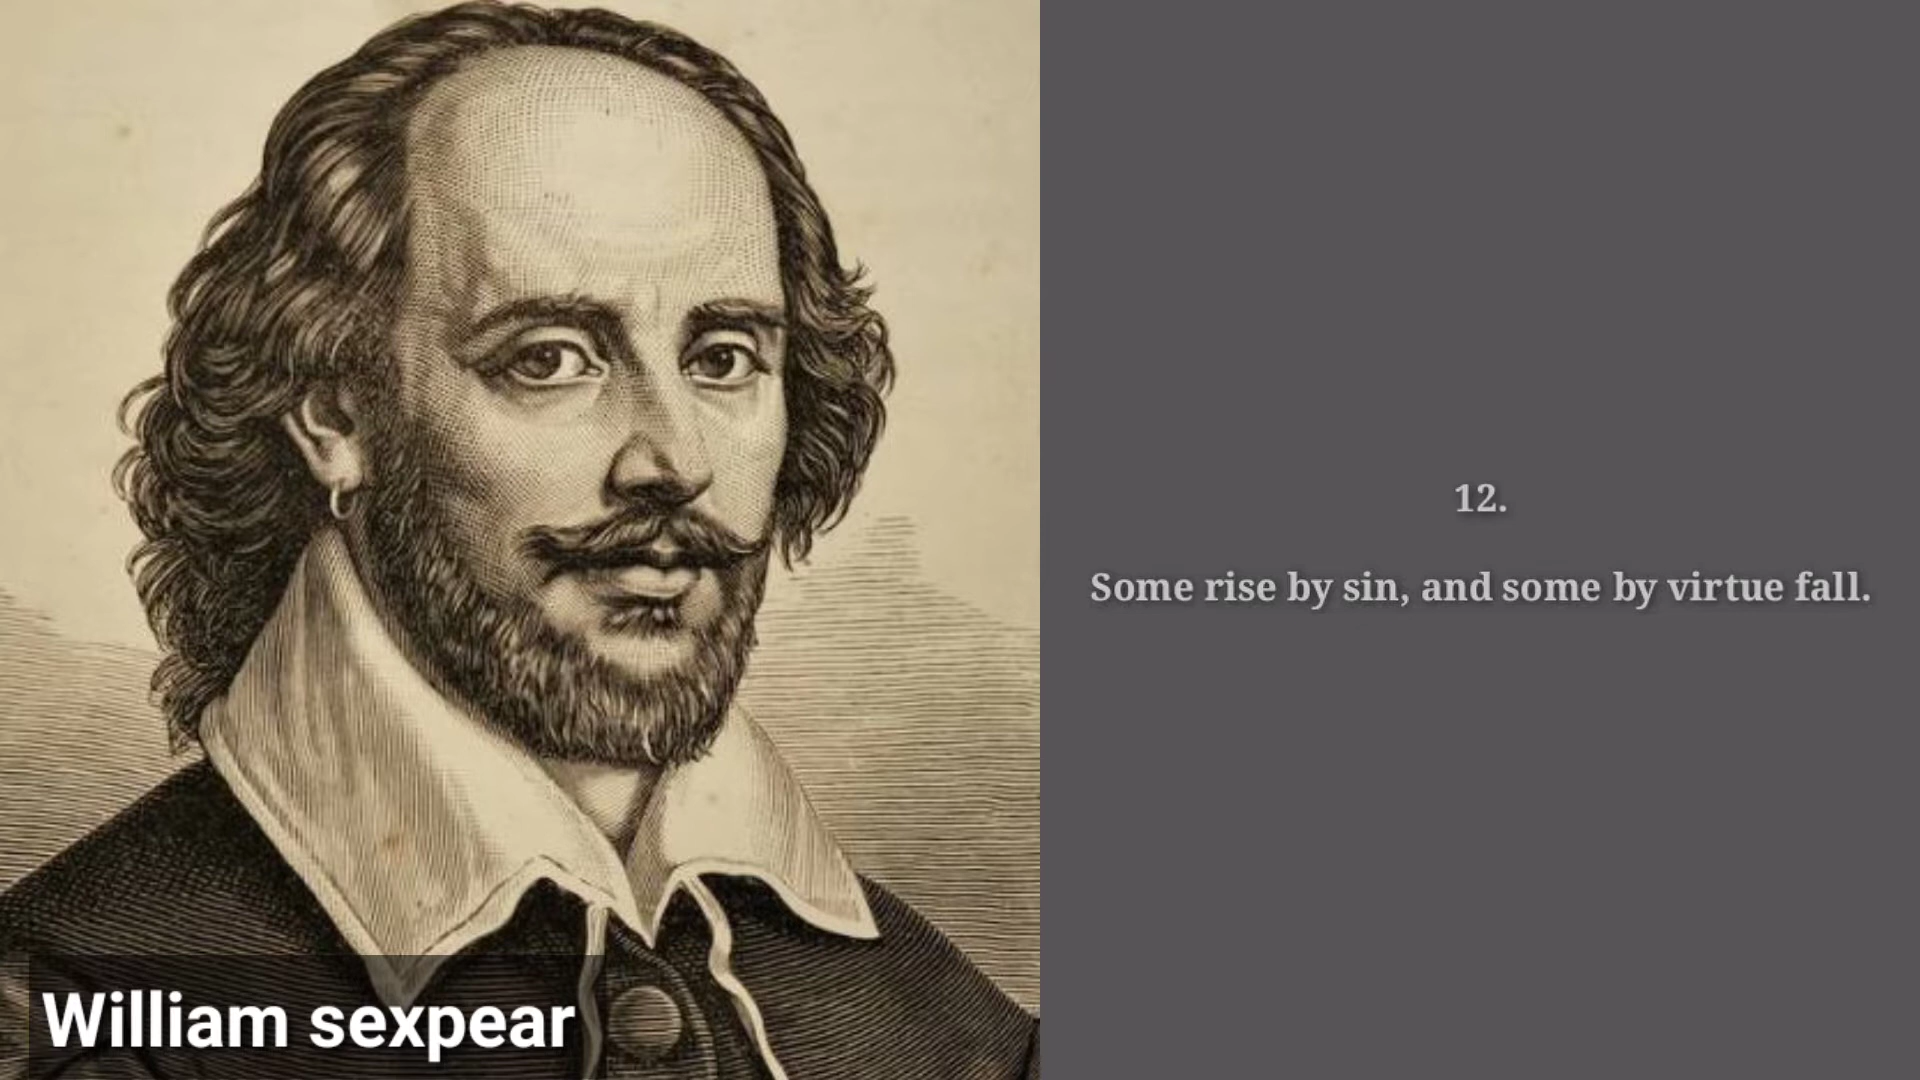 12.
Some rise by sin, and some by virtue fall.
William sexpear